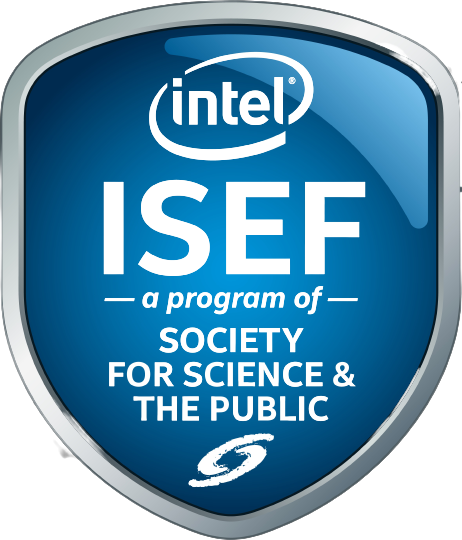 intel®
ISEF
— a program of —
SOCIETY
FOR SCIENCE &
THE PUBLIC